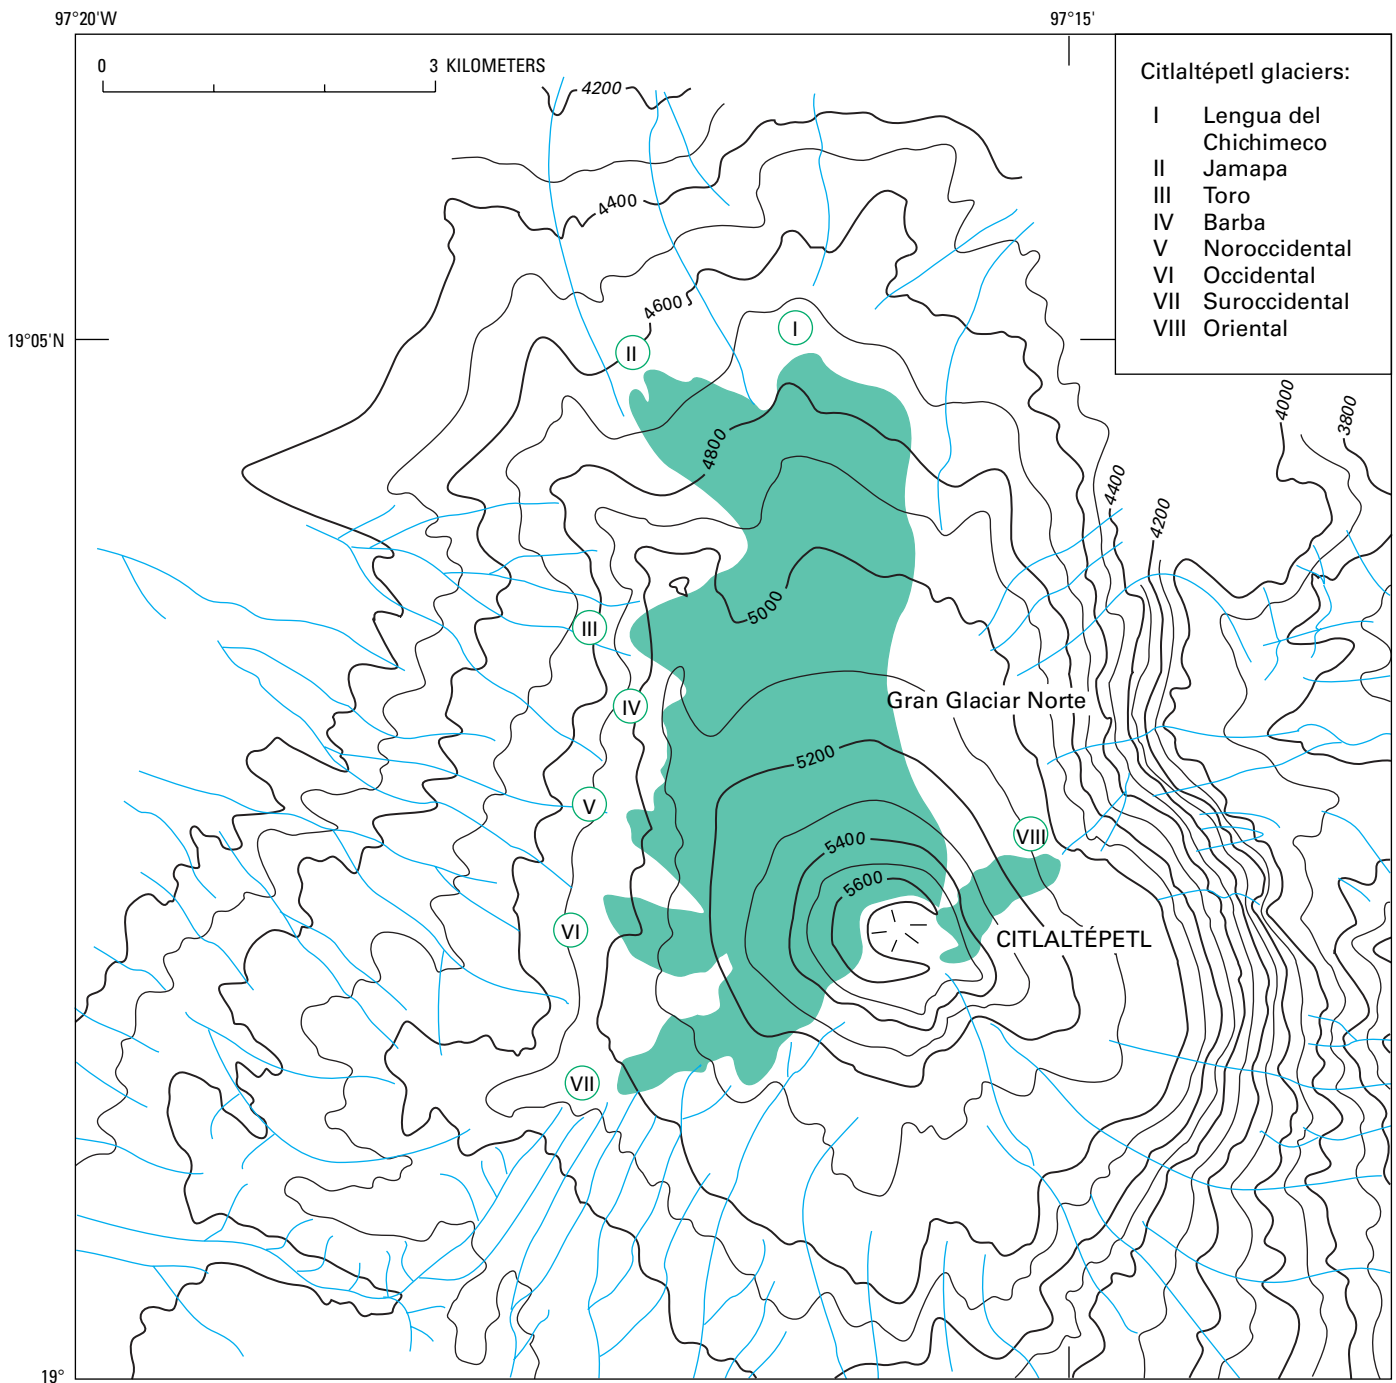 97°20'W
97°15'
0 3 KILOMETERS
Citlaltépetl glaciers:
I Lengua del
Chichimeco
II Jamapa
III Toro
IV Barba
V Noroccidental
VI Occidental
VII Suroccidental
VIII Oriental
4200
4400
4600
I
19°05'N
II
4000
3800
4800
4400
4200
5000
III
Gran Glaciar Norte
IV
5200
V
VIII
5400
5600
VI
CITLALTÉPETL
VII
19°